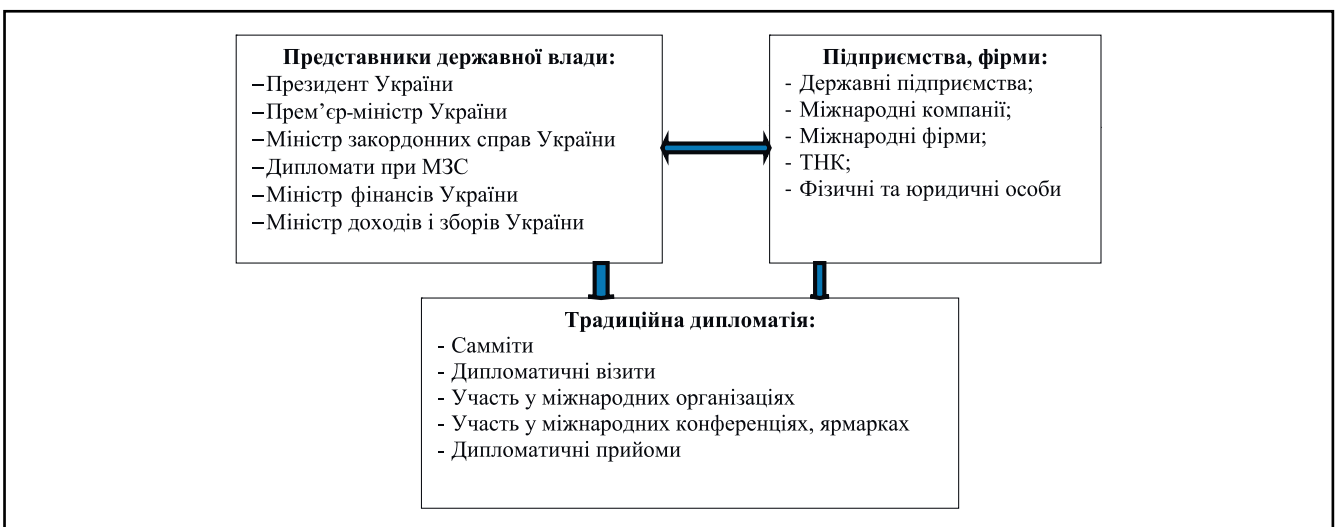 Представники державної влади:
–Президент України
–Прем’єр-міністр України
–Міністр закордонних справ України
–Дипломати при МЗС
–Міністр фінансів України
–Міністр доходів і зборів України
Підприємства, фірми:
- Державні підприємства;
- Міжнародні компанії;
- Міжнародні фірми;
- ТНК;
- Фізичні та юридичні особи
Традиційна дипломатія:
- Самміти
- Дипломатичні візити
- Участь у міжнародних організаціях
- Участь у міжнародних конференціях, ярмарках
- Дипломатичні прийоми